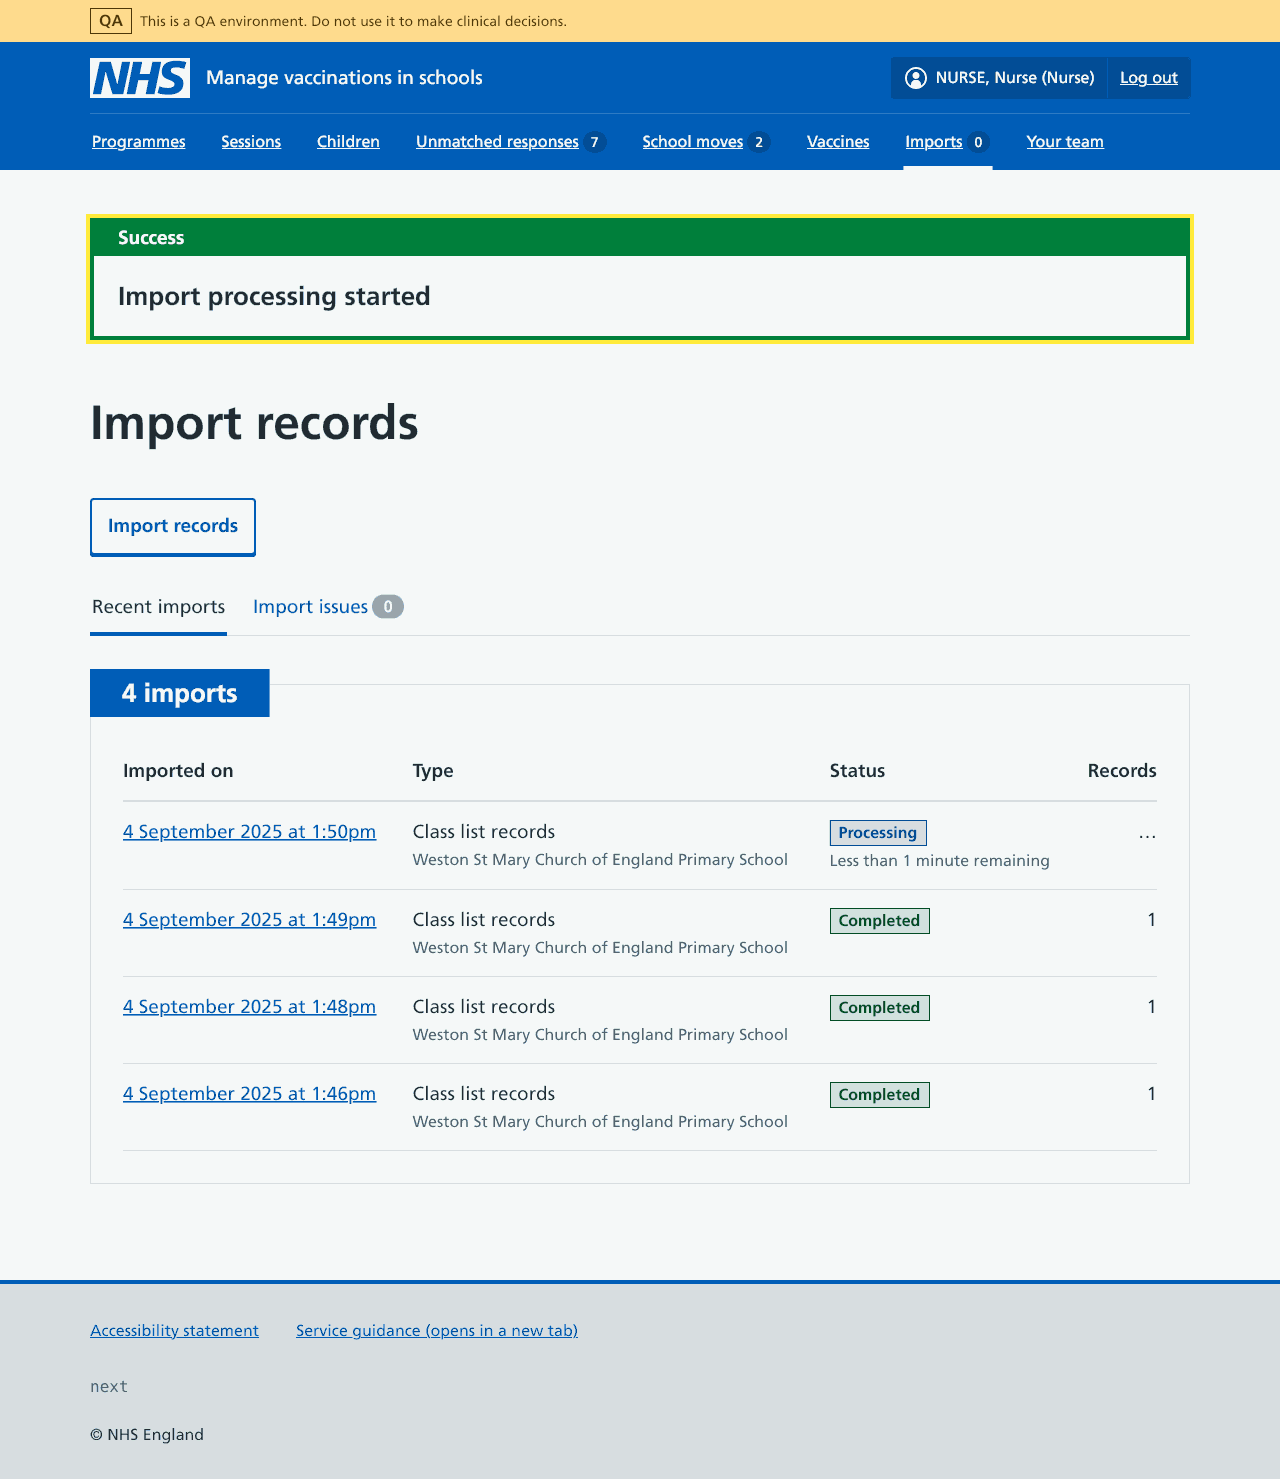 QA This is a QA environment. Do not use it to make clinical decisions.
NHS Manage vaccinations in schools NURSE, Nurse (Nurse) Log out
Programmes Sessions Children Unmatched responses 7 School moves 2 Vaccines Imports 0 Your team
Success
Import processing started
Import records
Import records
Recent imports Import issues 0
4 imports
Imported on Type Status Records
4 September 2025 at 1:50pm Class list records Processing …
Weston St Mary Church of England Primary School Less than 1 minute remaining
4 September 2025 at 1:49pm Class list records Completed 1
Weston St Mary Church of England Primary School
4 September 2025 at 1:48pm Class list records Completed 1
Weston St Mary Church of England Primary School
4 September 2025 at 1:46pm Class list records Completed 1
Weston St Mary Church of England Primary School
Accessibility statement Service guidance (opens in a new tab)
next
© NHS England